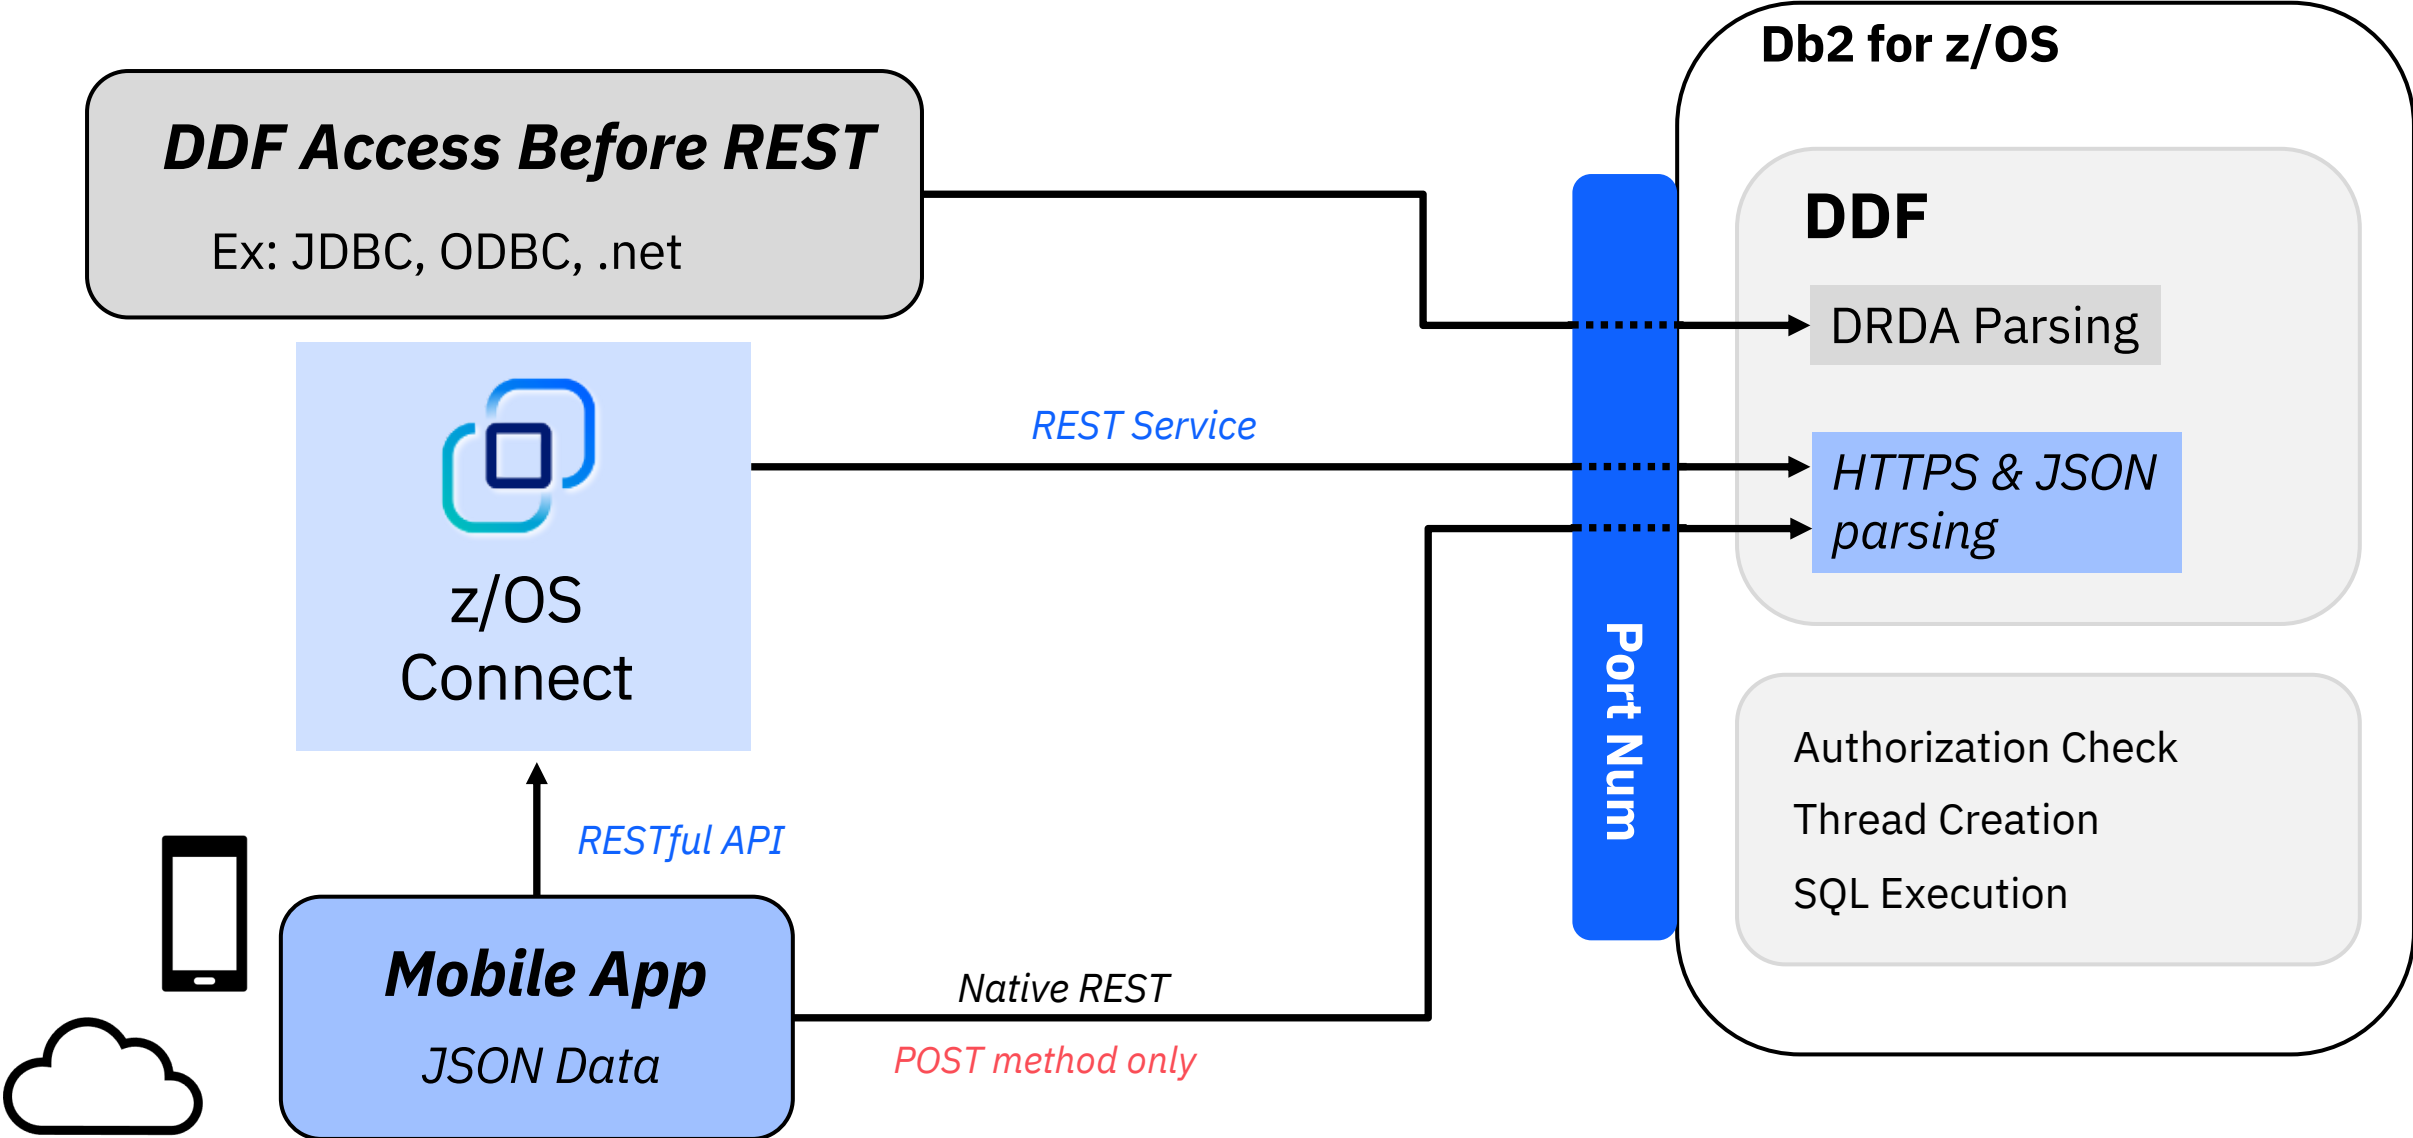 Db2 for z/OS
DDF Access Before REST
Ex: JDBC, ODBC, .net
DDF
DRDA Parsing
REST Service
HTTPS & JSON
parsing
z/OS
Connect
Port Num
Authorization Check
Thread Creation
SQL Execution
RESTful API
Mobile App
JSON Data
Native REST
POST method only